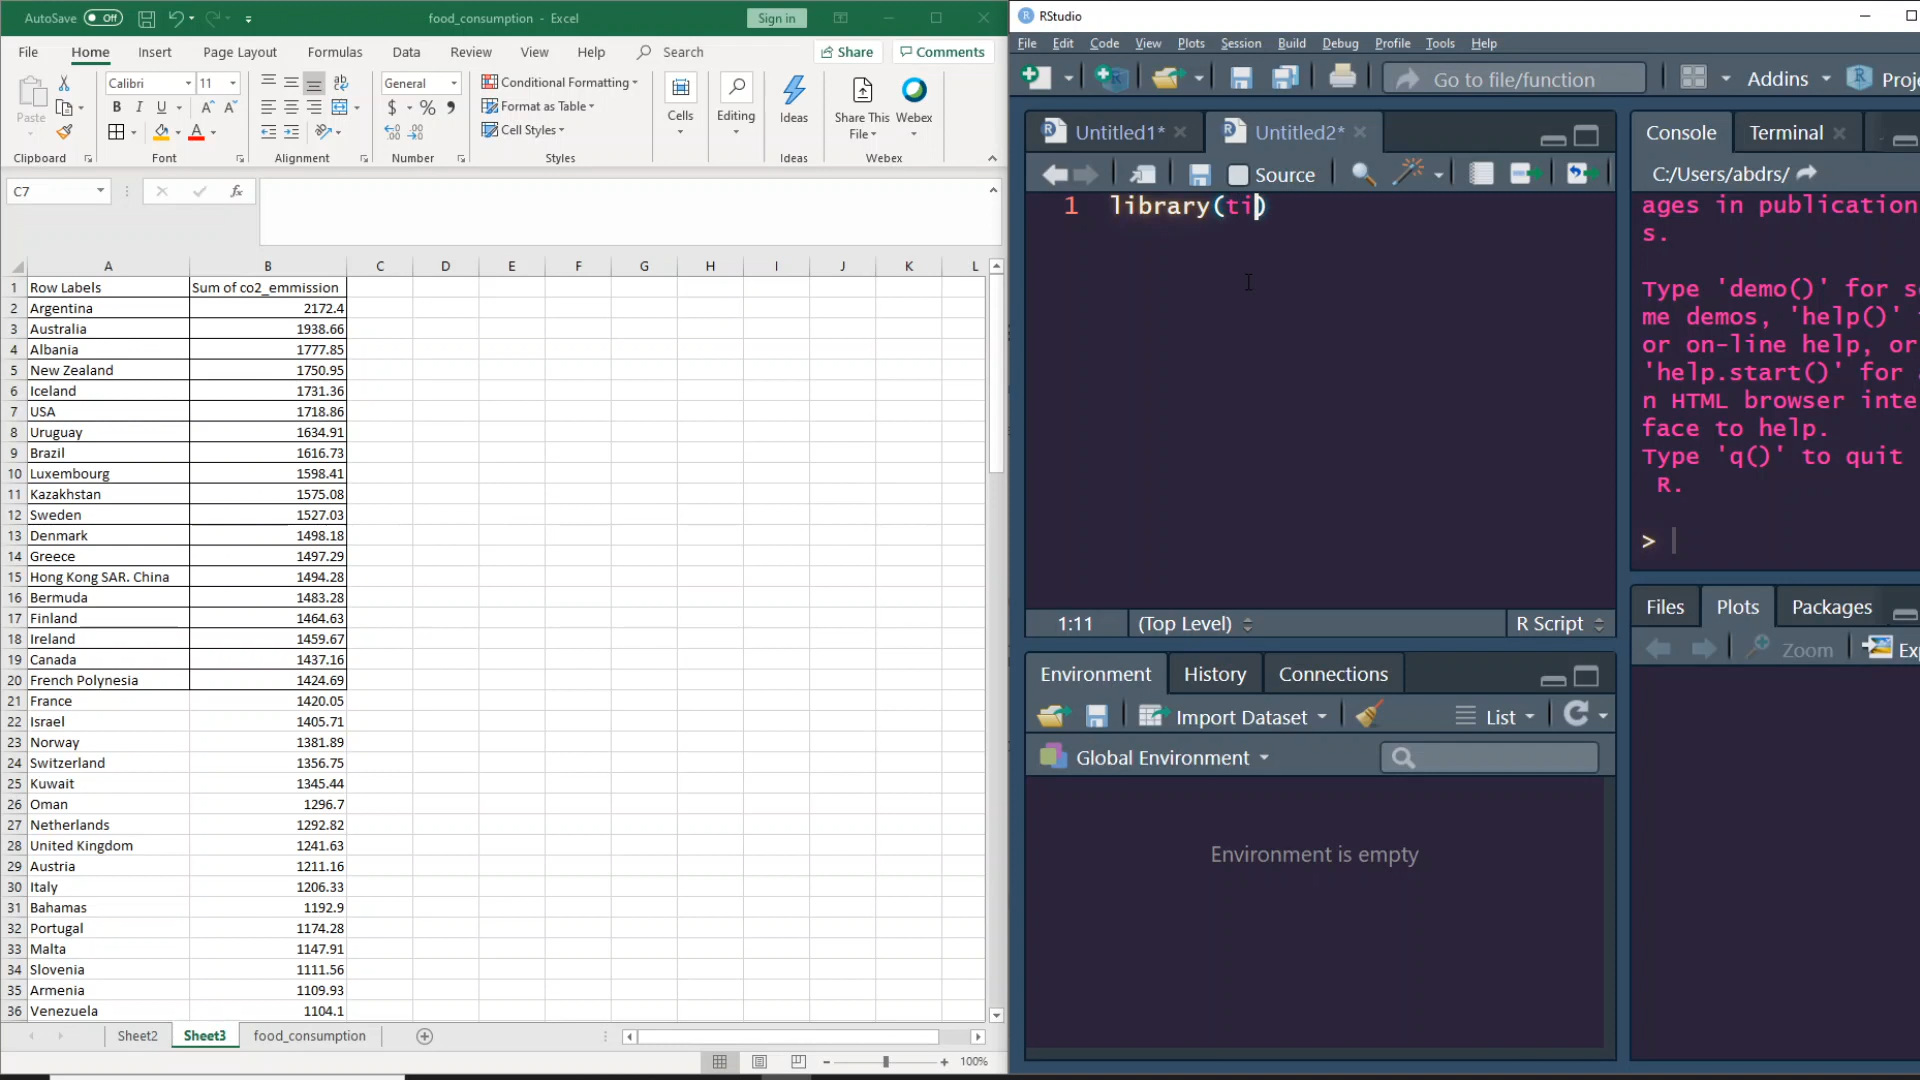 AutoSave Off food_consumption - Excel Sign in
File Home Insert Page Layout Formulas Data Review View Help Search Share Comments
Paste Calibri 11 General Conditional Formatting
B I U A A ab
$ % , Format as Table
A Cell Styles
Cells Editing Ideas Share This File Webex
Clipboard Font Alignment Number Styles Ideas Webex
C7 fx
A B C D E F G H I J K L
1 Row Labels Sum of co2_emmission
2 Argentina 2172.4
3 Australia 1938.66
4 Albania 1777.85
5 New Zealand 1750.95
6 Iceland 1731.36
7 USA 1718.86
8 Uruguay 1634.91
9 Brazil 1616.73
10 Luxembourg 1598.41
11 Kazakhstan 1575.08
12 Sweden 1527.03
13 Denmark 1498.18
14 Greece 1497.29
15 Hong Kong SAR. China 1494.28
16 Bermuda 1483.28
17 Finland 1464.63
18 Ireland 1459.67
19 Canada 1437.16
20 French Polynesia 1424.69
21 France 1420.05
22 Israel 1405.71
23 Norway 1381.89
24 Switzerland 1356.75
25 Kuwait 1345.44
26 Oman 1296.7
27 Netherlands 1292.82
28 United Kingdom 1241.63
29 Austria 1211.16
30 Italy 1206.33
31 Bahamas 1192.9
32 Portugal 1174.28
33 Malta 1147.91
34 Slovenia 1111.56
35 Armenia 1109.93
36 Venezuela 1104.1
Sheet2 Sheet3 food_consumption
100%
RStudio
File Edit Code View Plots Session Build Debug Profile Tools Help
Go to file/function Addins Proj
Untitled1* Untitled2*
Source
1 library(ti)
1:11 (Top Level) R Script
Environment History Connections
Import Dataset List
Global Environment
Environment is empty
Console Terminal
C:/Users/abdrs/
ages in publication
s.
Type 'demo()' for so
me demos, 'help()'
or on-line help, or
'help.start()' for a
n HTML browser inte
face to help.
Type 'q()' to quit
R.
>
Files Plots Packages
Zoom Exp